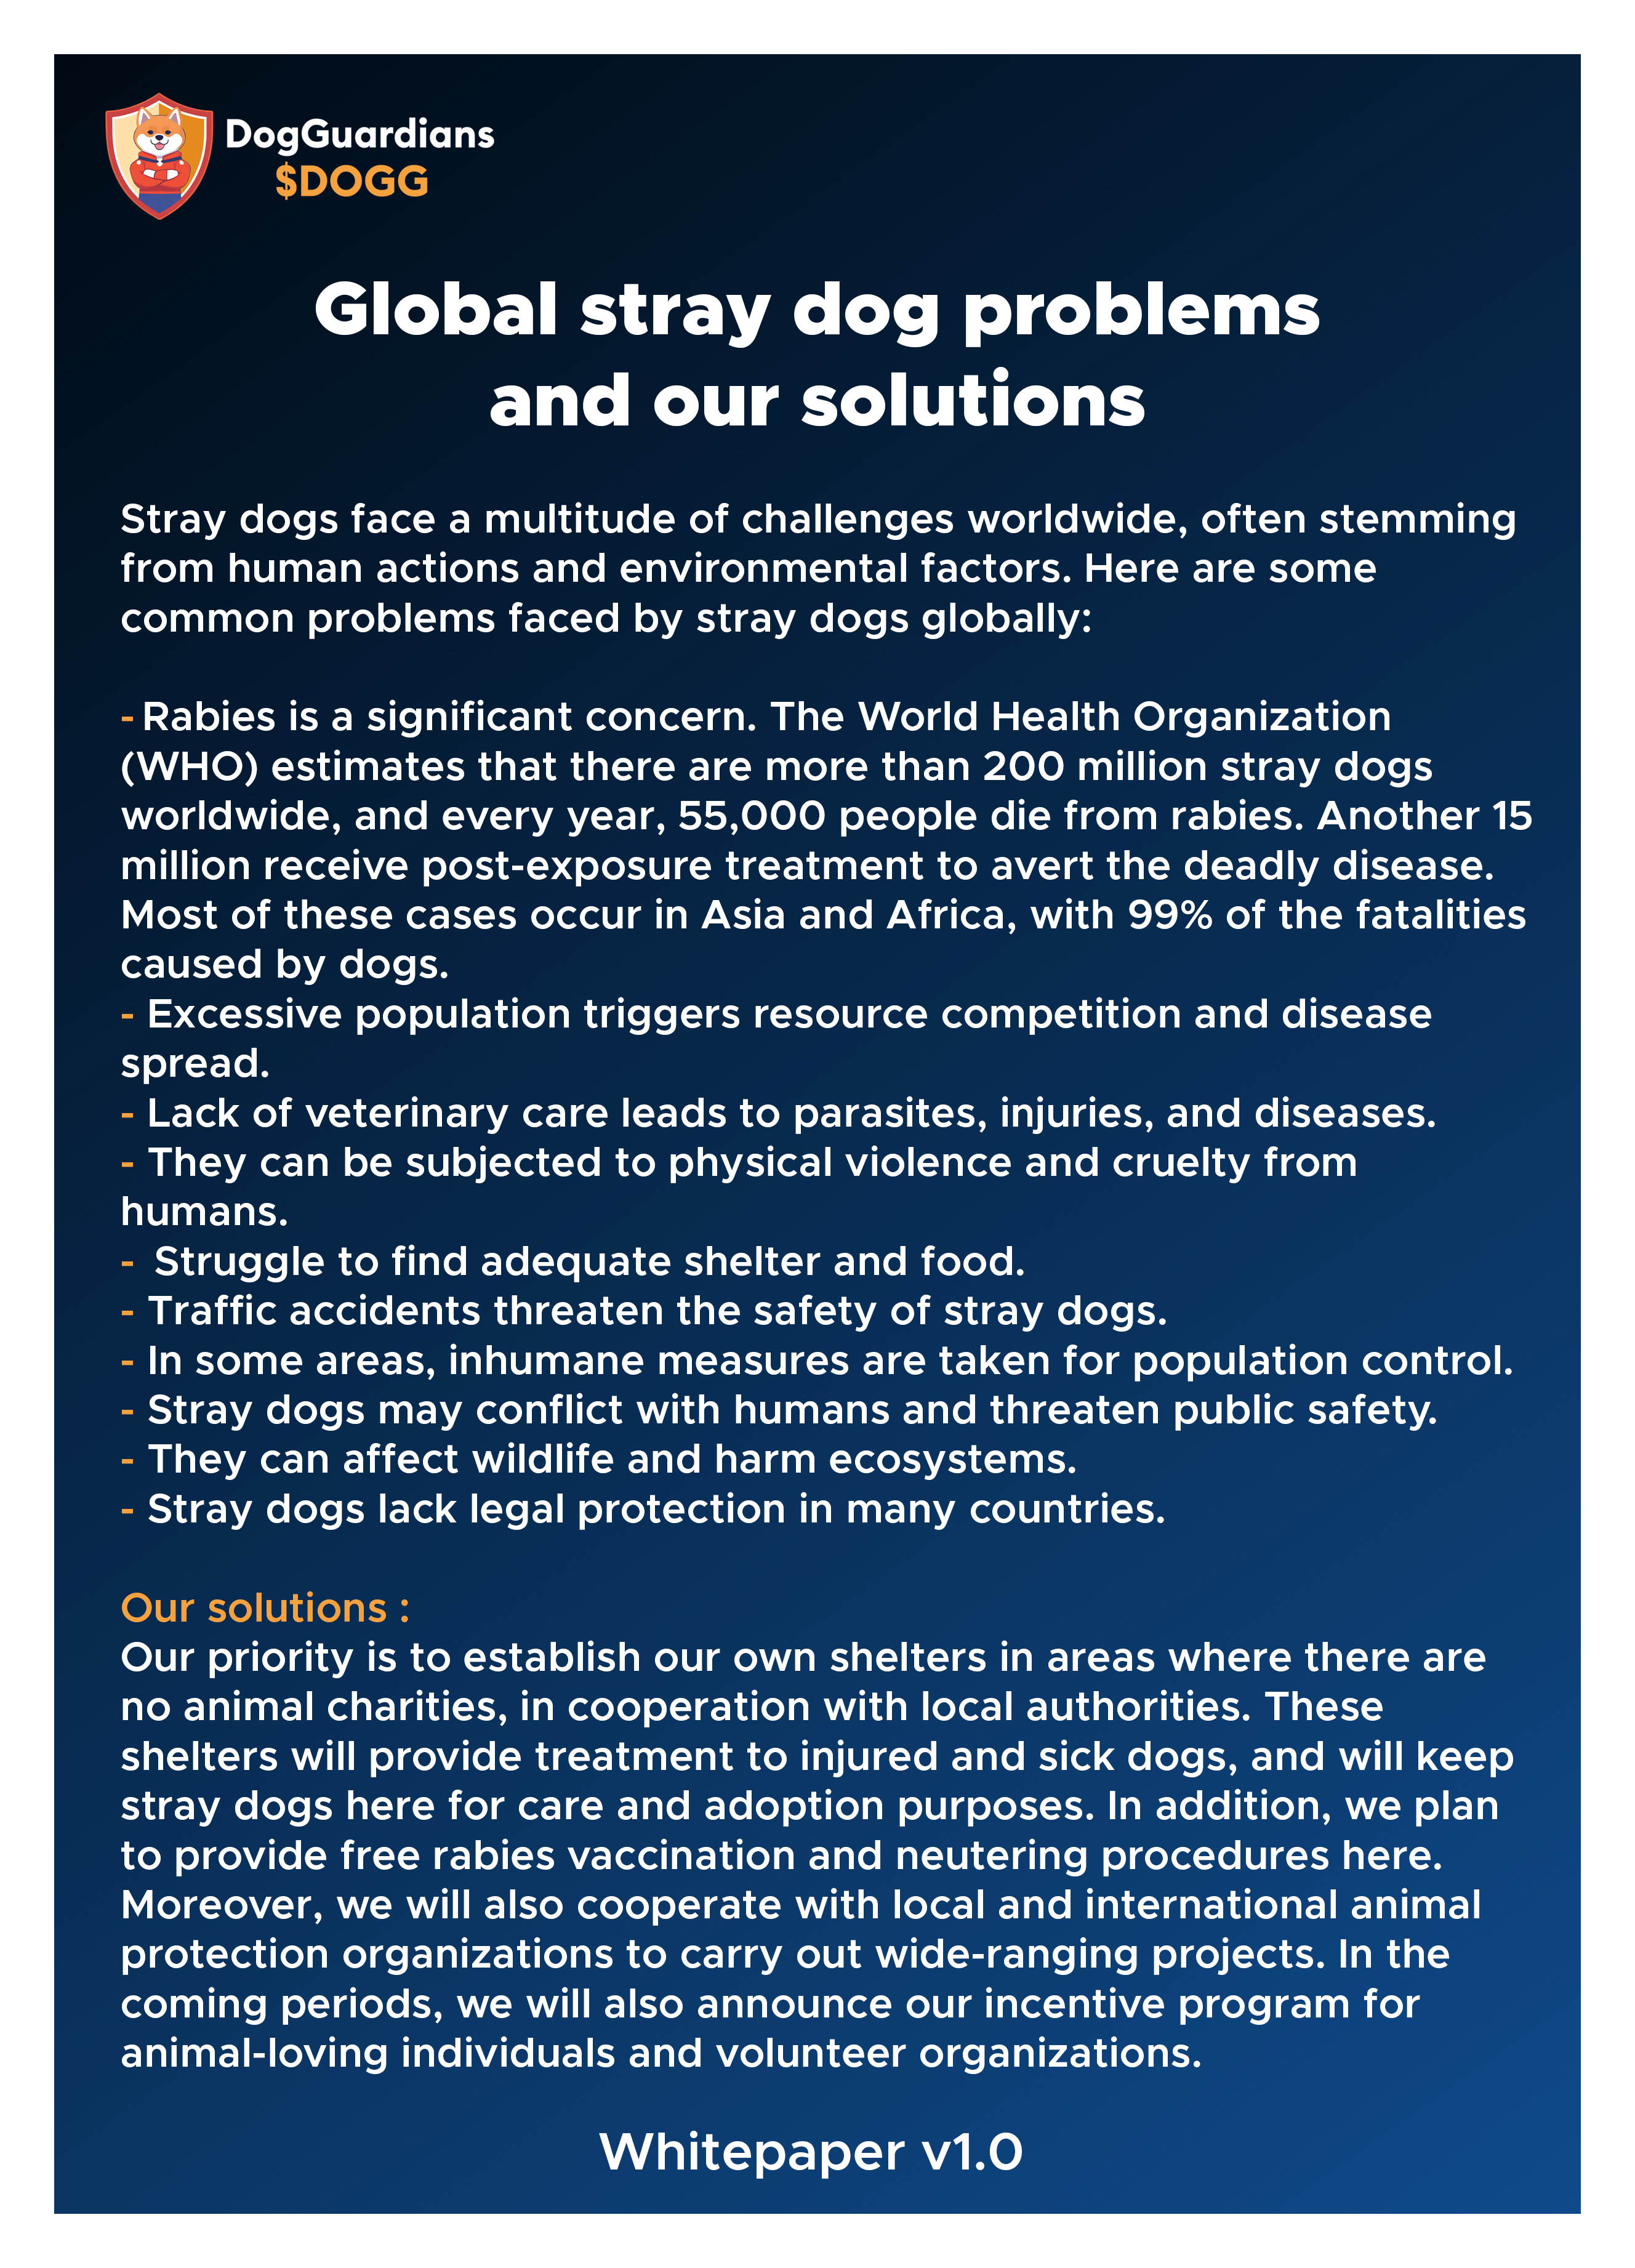 DogGuardians
$DOGG
Global stray dog problems
and our solutions
Stray dogs face a multitude of challenges worldwide, often stemming
from human actions and environmental factors. Here are some
common problems faced by stray dogs globally:
- Rabies is a significant concern. The World Health Organization
(WHO) estimates that there are more than 200 million stray dogs
worldwide, and every year, 55,000 people die from rabies. Another 15
million receive post-exposure treatment to avert the deadly disease.
Most of these cases occur in Asia and Africa, with 99% of the fatalities
caused by dogs.
- Excessive population triggers resource competition and disease
spread.
- Lack of veterinary care leads to parasites, injuries, and diseases.
- They can be subjected to physical violence and cruelty from
humans.
- Struggle to find adequate shelter and food.
- Traffic accidents threaten the safety of stray dogs.
- In some areas, inhumane measures are taken for population control.
- Stray dogs may conflict with humans and threaten public safety.
- They can affect wildlife and harm ecosystems.
- Stray dogs lack legal protection in many countries.
Our solutions :
Our priority is to establish our own shelters in areas where there are
no animal charities, in cooperation with local authorities. These
shelters will provide treatment to injured and sick dogs, and will keep
stray dogs here for care and adoption purposes. In addition, we plan
to provide free rabies vaccination and neutering procedures here.
Moreover, we will also cooperate with local and international animal
protection organizations to carry out wide-ranging projects. In the
coming periods, we will also announce our incentive program for
animal-loving individuals and volunteer organizations.
Whitepaper v1.0